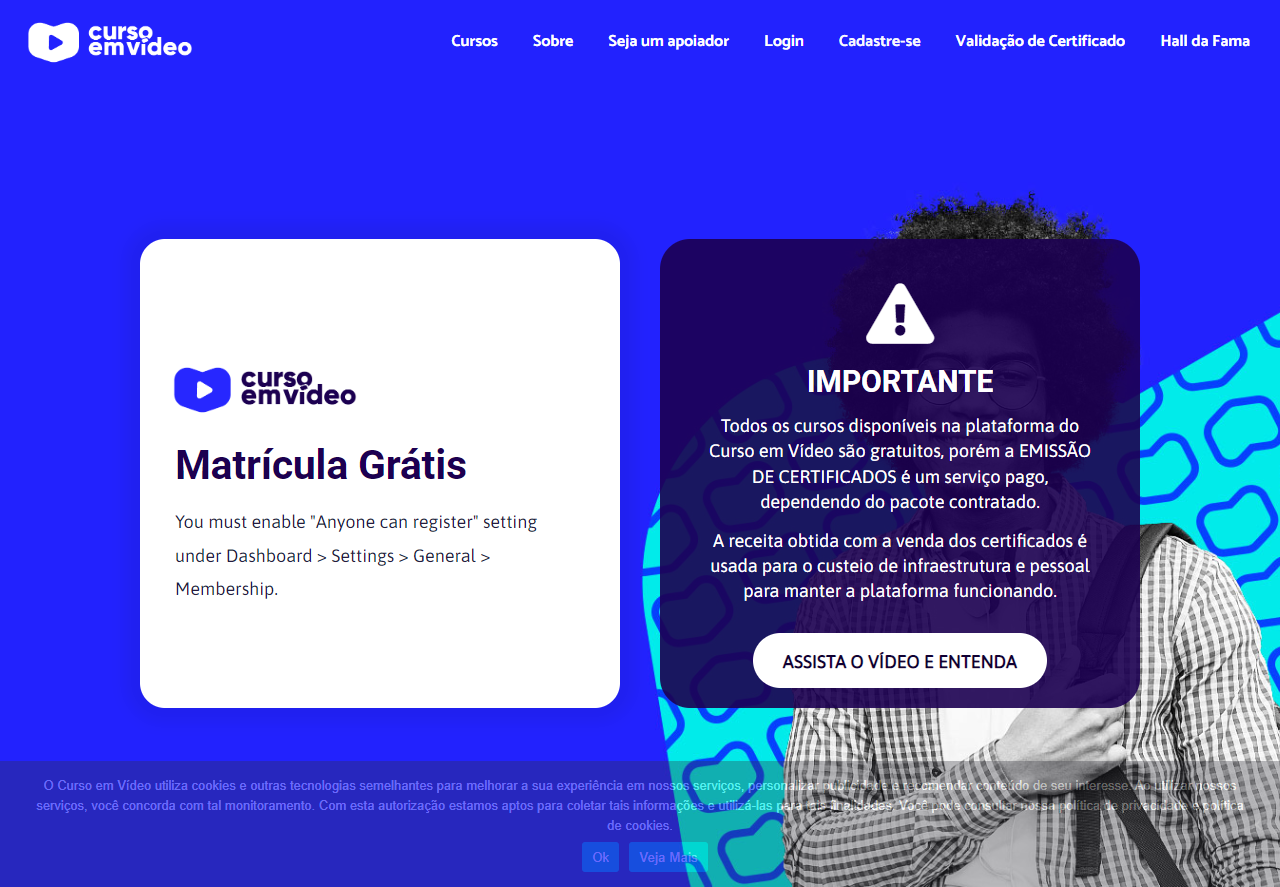 curso
em vídeo
Cursos Sobre Seja um apoiador Login Cadastre-se Validação de Certificado Hall da Fama
curso
em vídeo
Matrícula Grátis
You must enable "Anyone can register" setting
under Dashboard > Settings > General >
Membership.
IMPORTANTE
Todos os cursos disponíveis na plataforma do
Curso em Vídeo são gratuitos, porém a EMISSÃO
DE CERTIFICADOS é um serviço pago,
dependendo do pacote contratado.
A receita obtida com a venda dos certificados é
usada para o custeio de infraestrutura e pessoal
para manter a plataforma funcionando.
ASSISTA O VÍDEO E ENTENDA
O Curso em Vídeo utiliza cookies e outras tecnologias semelhantes para melhorar a sua experiência em nossos serviços, personalizar publicidade e recomendar conteúdo de seu interesse. Ao utilizar nossos
serviços, você concorda com tal monitoramento. Com esta autorização estamos aptos para coletar tais informações e utilizá-las para tais finalidades. Você pode consultar nossa política de privacidade e política
de cookies.
Ok Veja Mais